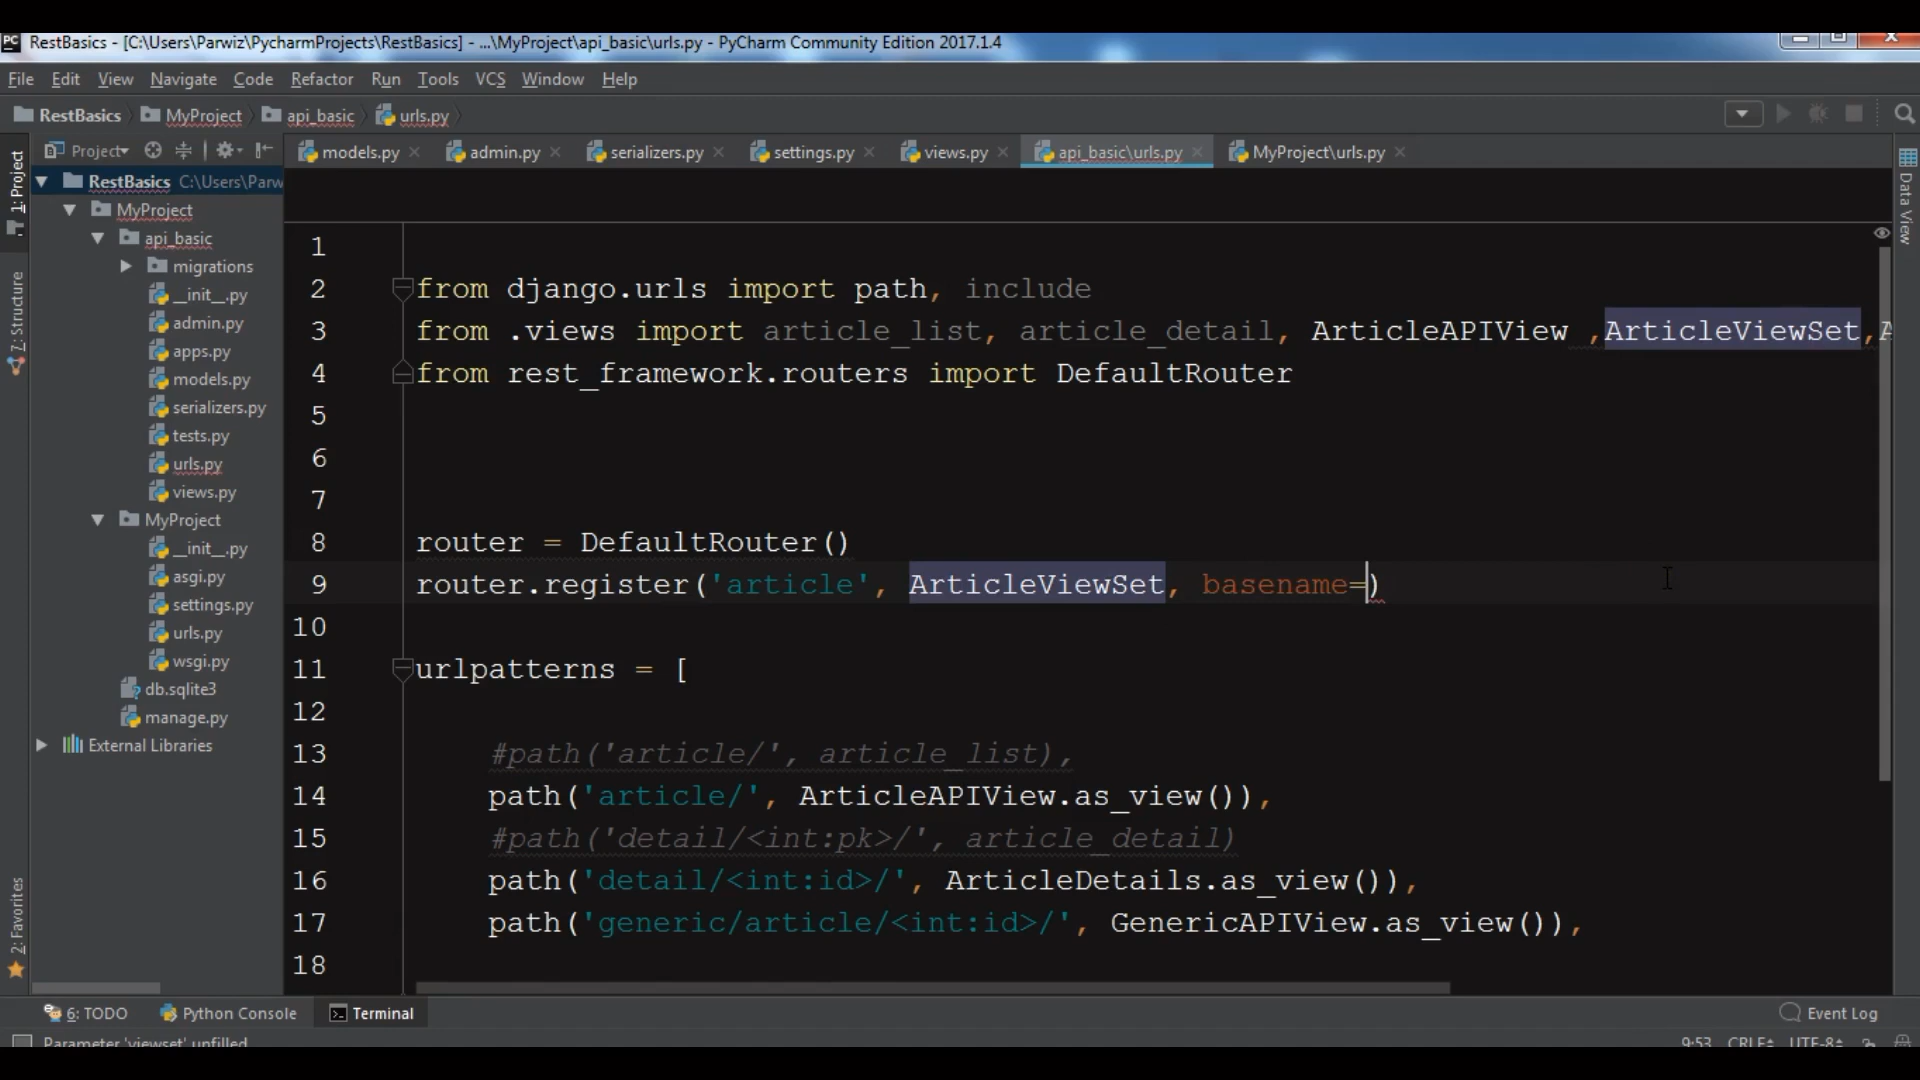 PC RestBasics - [C:\Users\Parwiz\PycharmProjects\RestBasics] - ...\MyProject\api_basic\urls.py - PyCharm Community Edition 2017.1.4
File Edit View Navigate Code Refactor Run Tools VCS Window Help
RestBasics MyProject api_basic urls.py
Project models.py admin.py serializers.py settings.py views.py api_basic\urls.py MyProject\urls.py
1: Project
7: Structure
2: Favorites
Data View
RestBasics C:\Users\Parw
MyProject
api_basic
migrations
__init__.py
admin.py
apps.py
models.py
serializers.py
tests.py
urls.py
views.py
MyProject
__init__.py
asgi.py
settings.py
urls.py
wsgi.py
db.sqlite3
manage.py
External Libraries
1
2 from django.urls import path, include
3 from .views import article_list, article_detail, ArticleAPIView ,ArticleViewSet,A
4 from rest_framework.routers import DefaultRouter
5
6
7
8 router = DefaultRouter()
9 router.register('article', ArticleViewSet, basename=)
10
11 urlpatterns = [
12
13 #path('article/', article_list),
14 path('article/', ArticleAPIView.as_view()),
15 #path('detail/<int:pk>/', article_detail)
16 path('detail/<int:id>/', ArticleDetails.as_view()),
17 path('generic/article/<int:id>/', GenericAPIView.as_view()),
18
6: TODO Python Console Terminal Event Log
Parameter 'viewset' unfilled 9:53 CRLF UTF-8